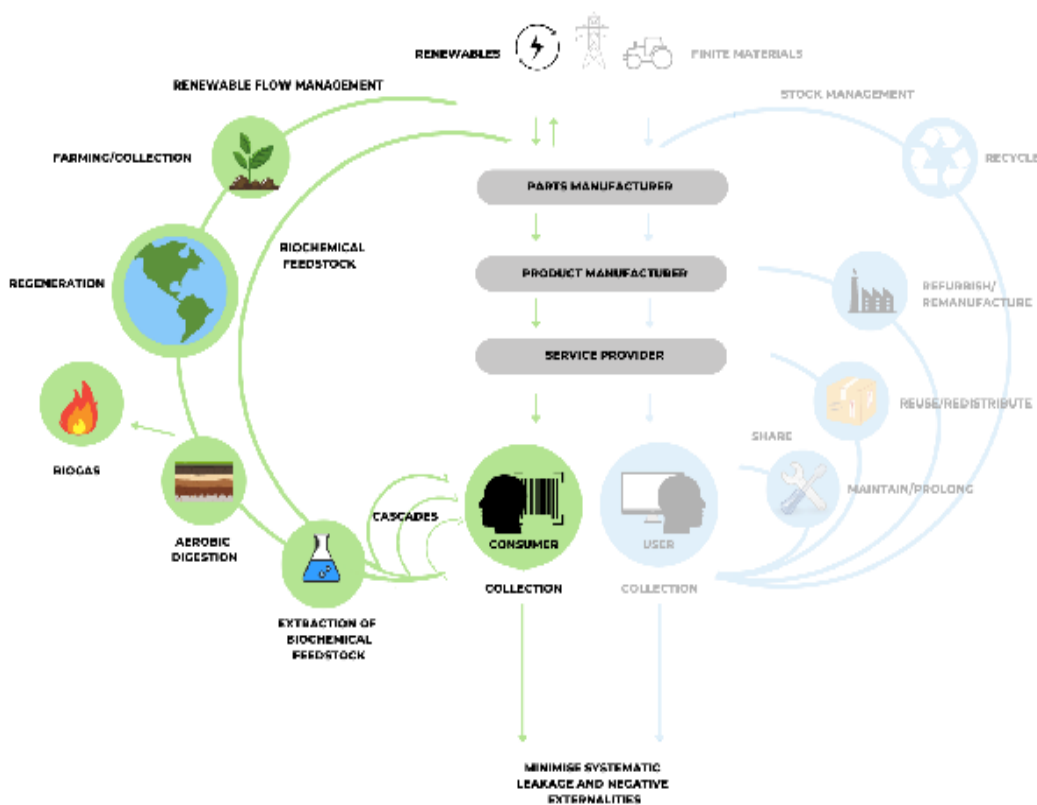 RENEWABLES
FINITE MATERIALS
RENEWABLE FLOW MANAGEMENT
STOCK MANAGEMENT
FARMING/COLLECTION
RECYCLE
PARTS MANUFACTURER
BIOCHEMICAL
FEEDSTOCK
REGENERATION
PRODUCT MANUFACTURER
REFURBISH/
REMANUFACTURE
SERVICE PROVIDER
REUSE/REDISTRIBUTE
SHARE
BIOGAS
MAINTAIN/PROLONG
CASCADES
AEROBIC
DIGESTION
CONSUMER
USER
COLLECTION
COLLECTION
EXTRACTION OF
BIOCHEMICAL
FEEDSTOCK
MINIMISE SYSTEMATIC
LEAKAGE AND NEGATIVE
EXTERNALITIES